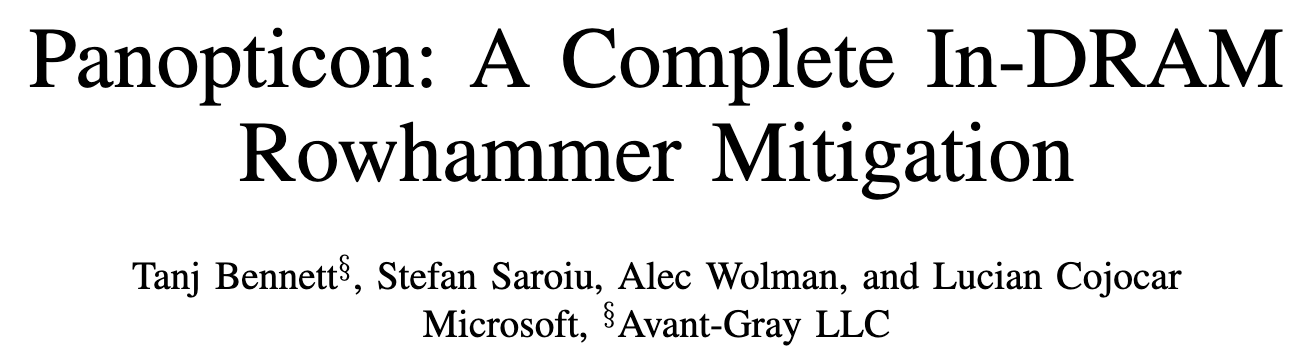 Panopticon: A Complete In-DRAM
Rowhammer Mitigation
Tanj Bennett§, Stefan Saroiu, Alec Wolman, and Lucian Cojocar
Microsoft, §Avant-Gray LLC